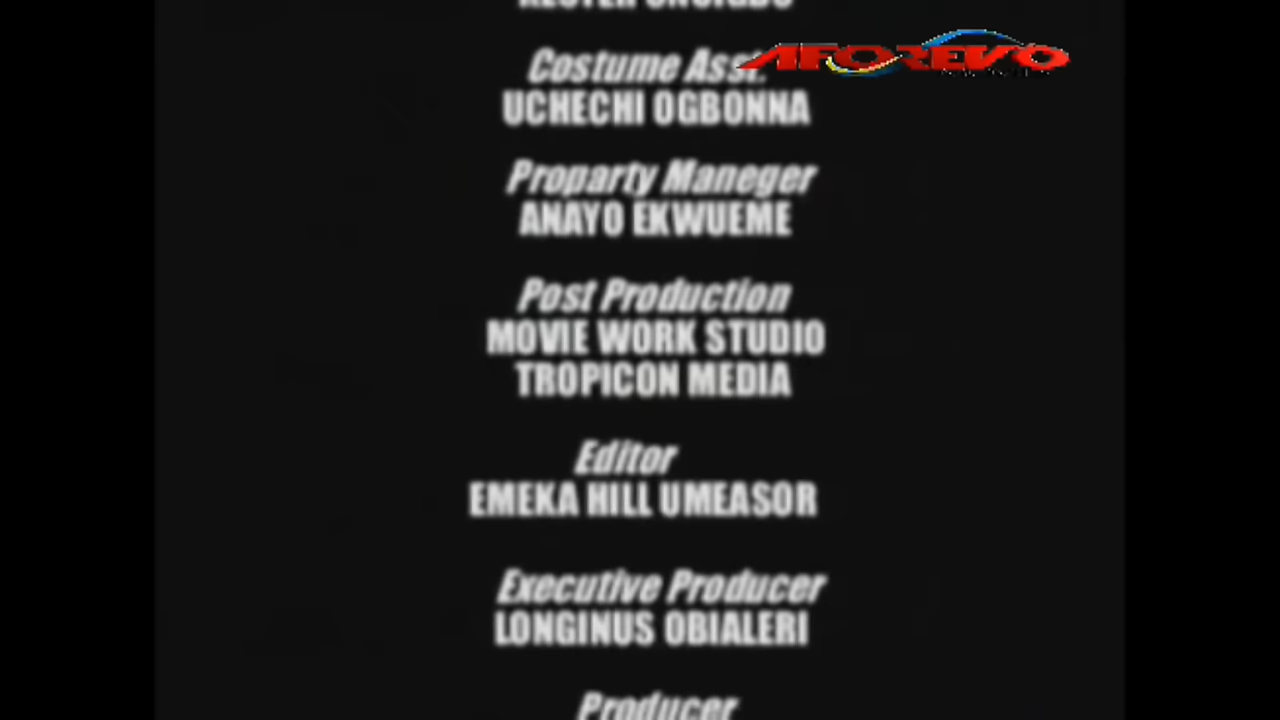 Costume Asst.
AFOREVO
UCHECHI OGBONNA
Proparty Maneger
ANAYO EKWUEME
Post Production
MOVIE WORK STUDIO
TROPICON MEDIA
Editor
EMEKA HILL UMEASOR
Executive Producer
LONGINUS OBIALERI
Producer